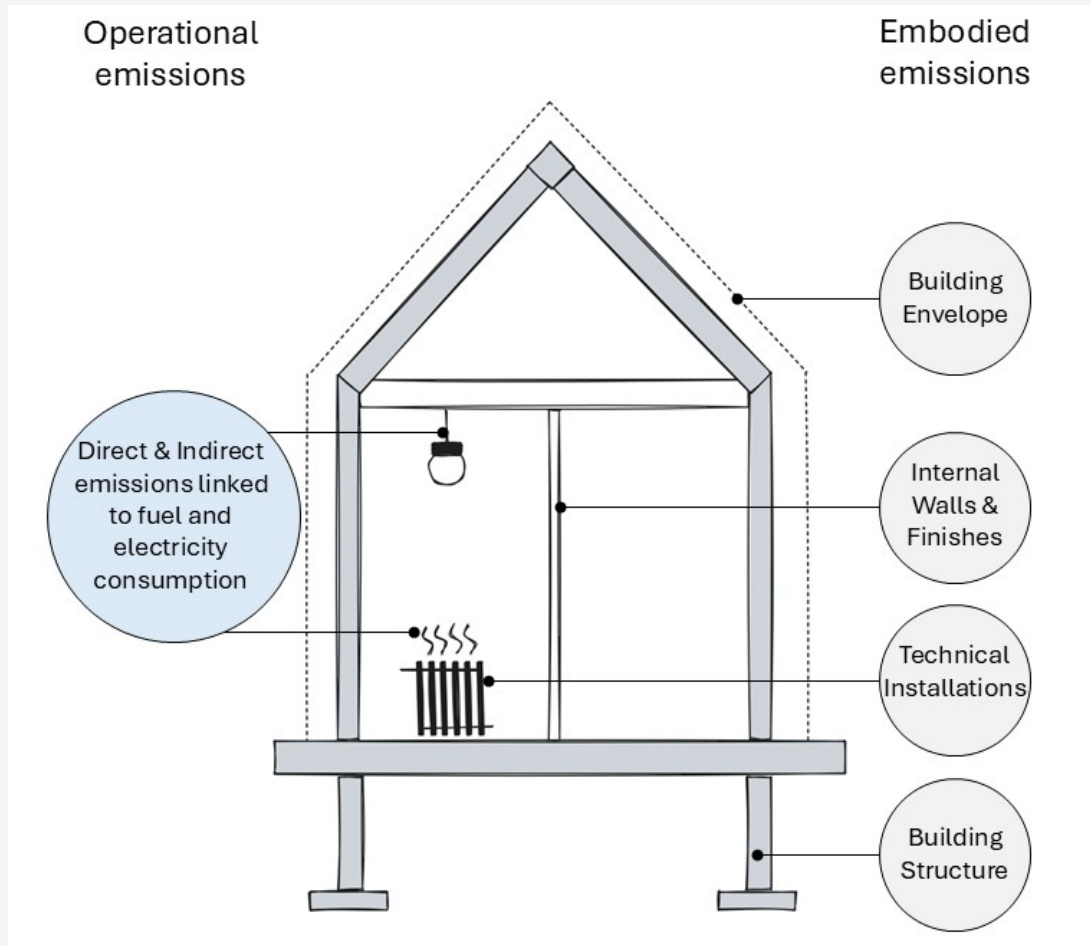 Operational
emissions
Embodied
emissions
Building
Envelope
Direct & Indirect
emissions linked
to fuel and
electricity
consumption
Internal
Walls &
Finishes
Technical
Installations
Building
Structure